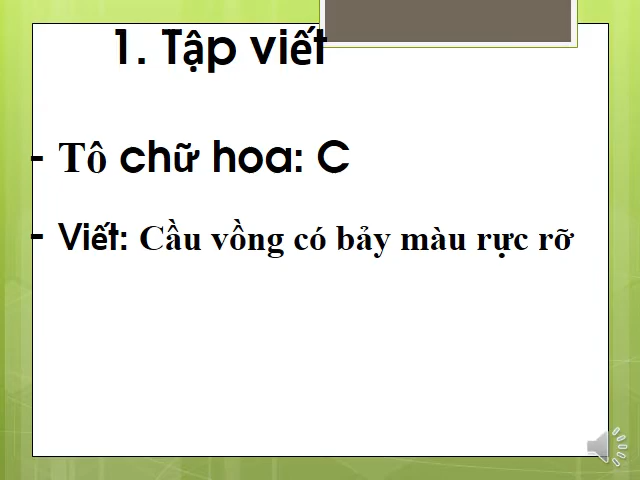 1. Tập viết
- Tô chữ hoa: C
- Viết: Cầu vồng có bảy màu rực rỡ